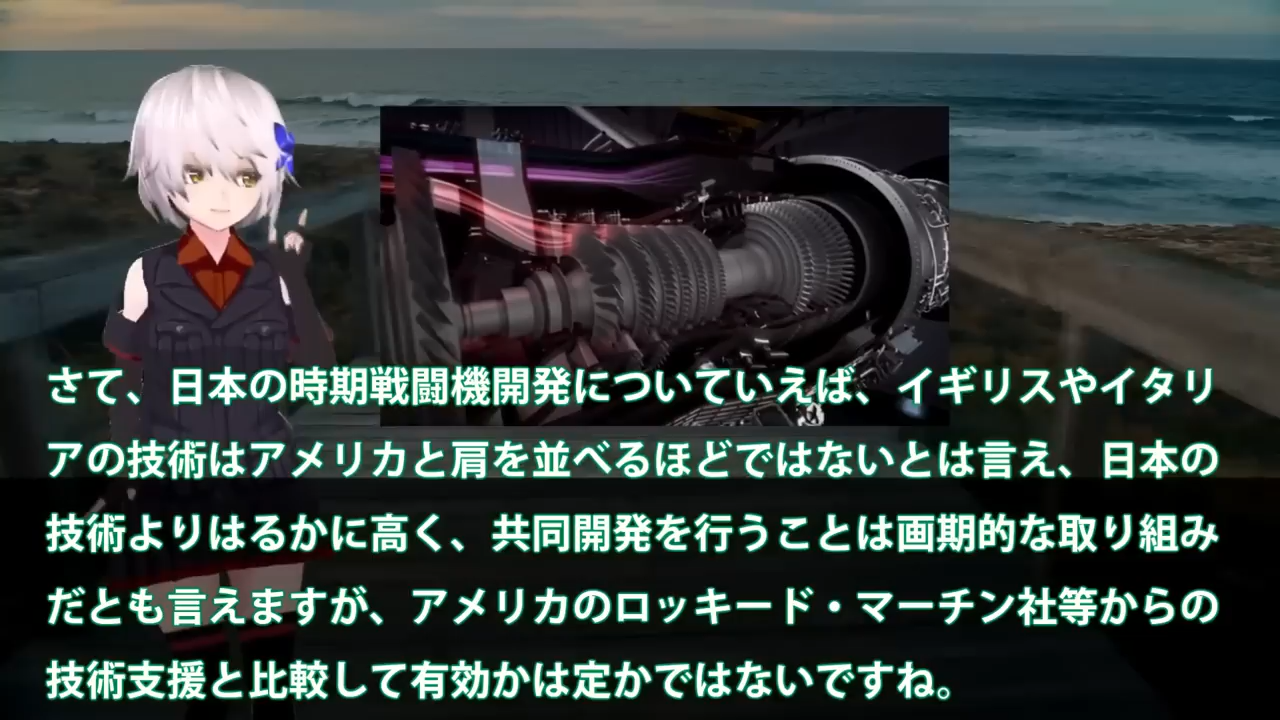 さて、日本の時期戦闘機開発についていえば、イギリスやイタリ
アの技術はアメリカと肩を並べるほどではないとは言え、日本の
技術よりはるかに高く、共同開発を行うことは画期的な取り組み
だとも言えますが、アメリカのロッキード・マーチン社等からの
技術支援と比較して有効かは定かではないですね。